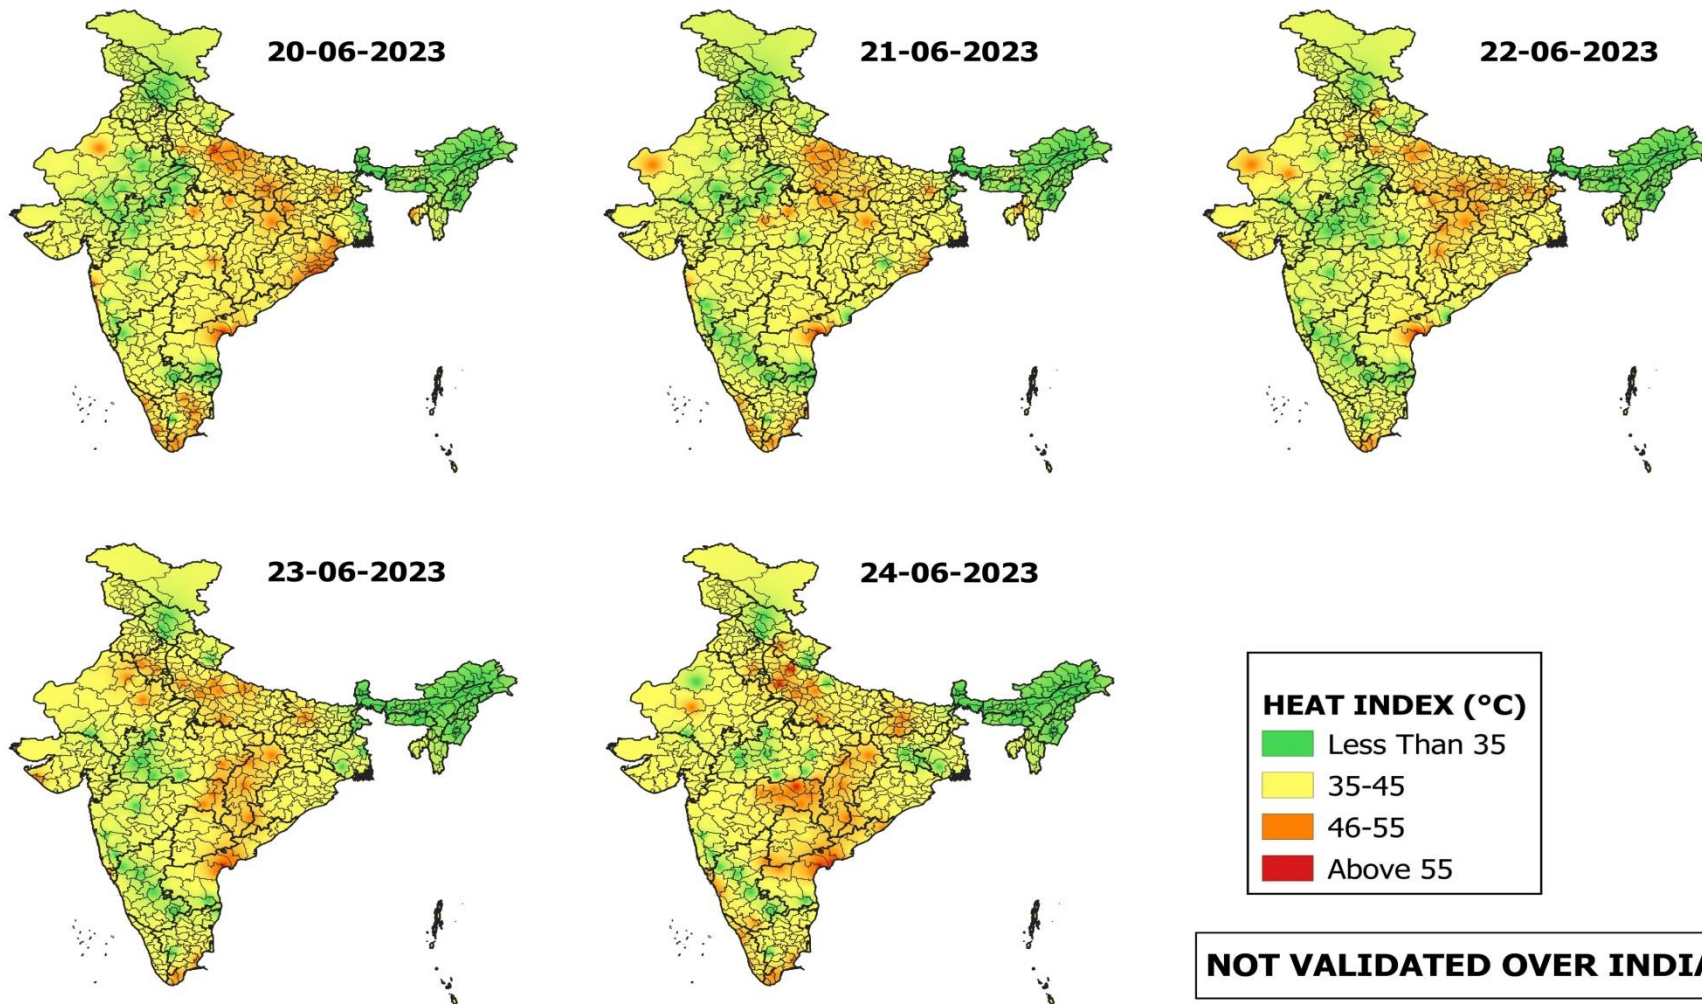 20-06-2023
21-06-2023
22-06-2023
23-06-2023
24-06-2023
HEAT INDEX (°C)
Less Than 35
35-45
46-55
Above 55
NOT VALIDATED OVER INDIA